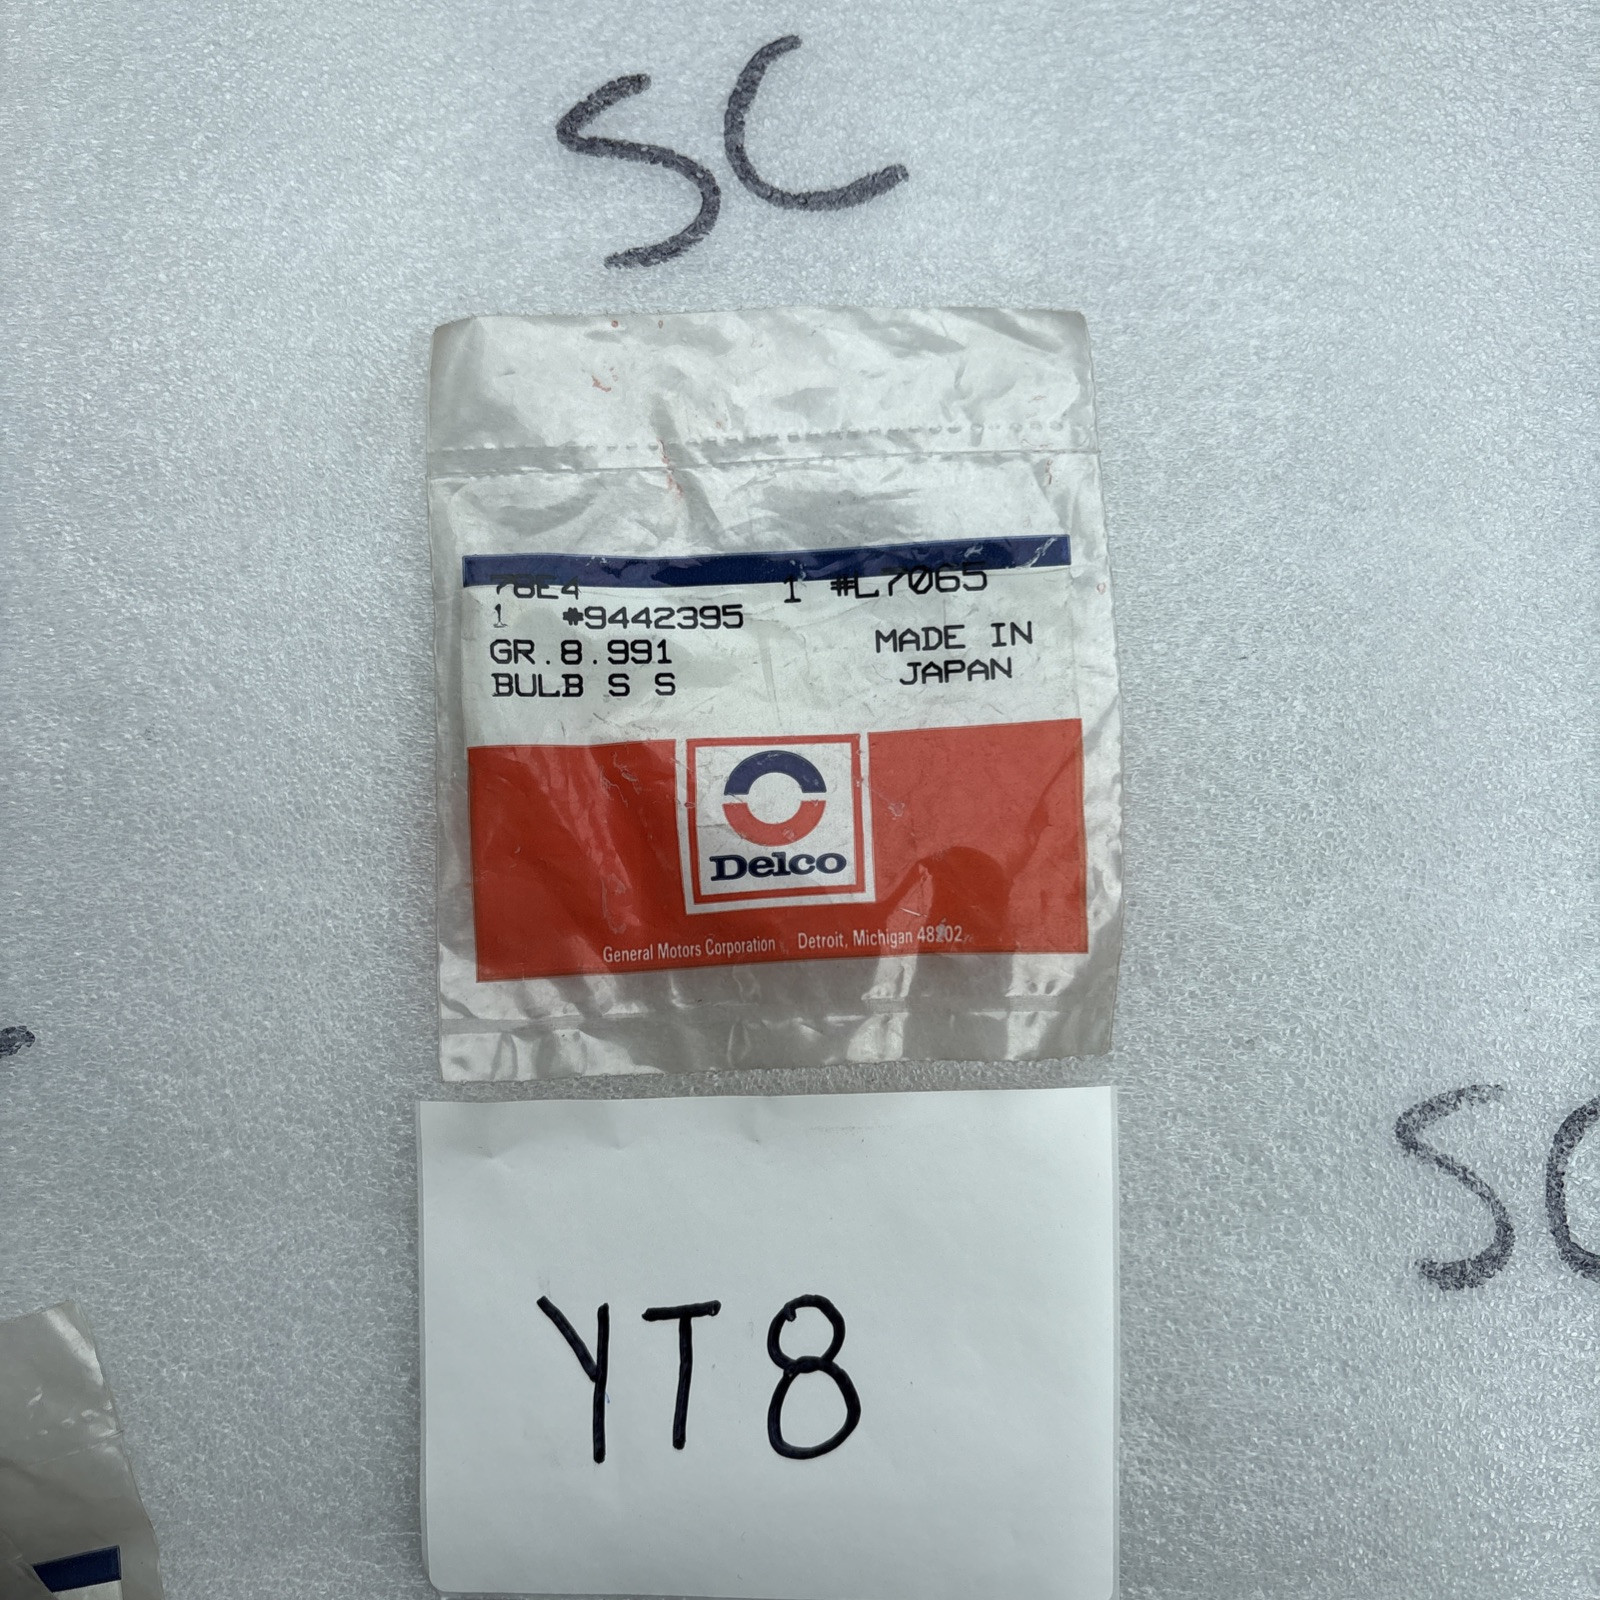 SC
78E4 1 #L7065
1 #9442395
GR.8.991
BULB S S
MADE IN
JAPAN
Delco
General Motors Corporation Detroit, Michigan 48202
SC
YT8